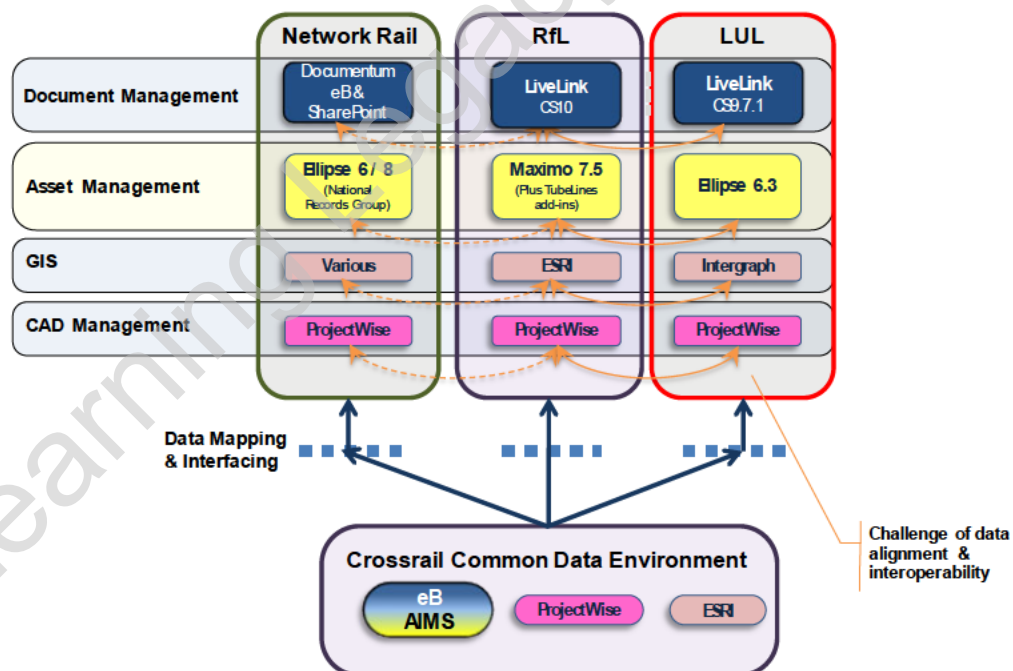 Network Rail
RfL
LUL
Document Management
Documentum
eB &
SharePoint
LiveLink
CS10
LiveLink
CS9.7.1
Asset Management
Ellipse 6 / 8
(National
Records Group)
Maximo 7.5
(Plus TubeLines
add-ins)
Ellipse 6.3
GIS
Various
ESRI
Intergraph
CAD Management
ProjectWise
ProjectWise
ProjectWise
Data Mapping
& Interfacing
Challenge of data
alignment &
interoperability
Crossrail Common Data Environment
eB
AIMS
ProjectWise
ESRI
Learning Legac